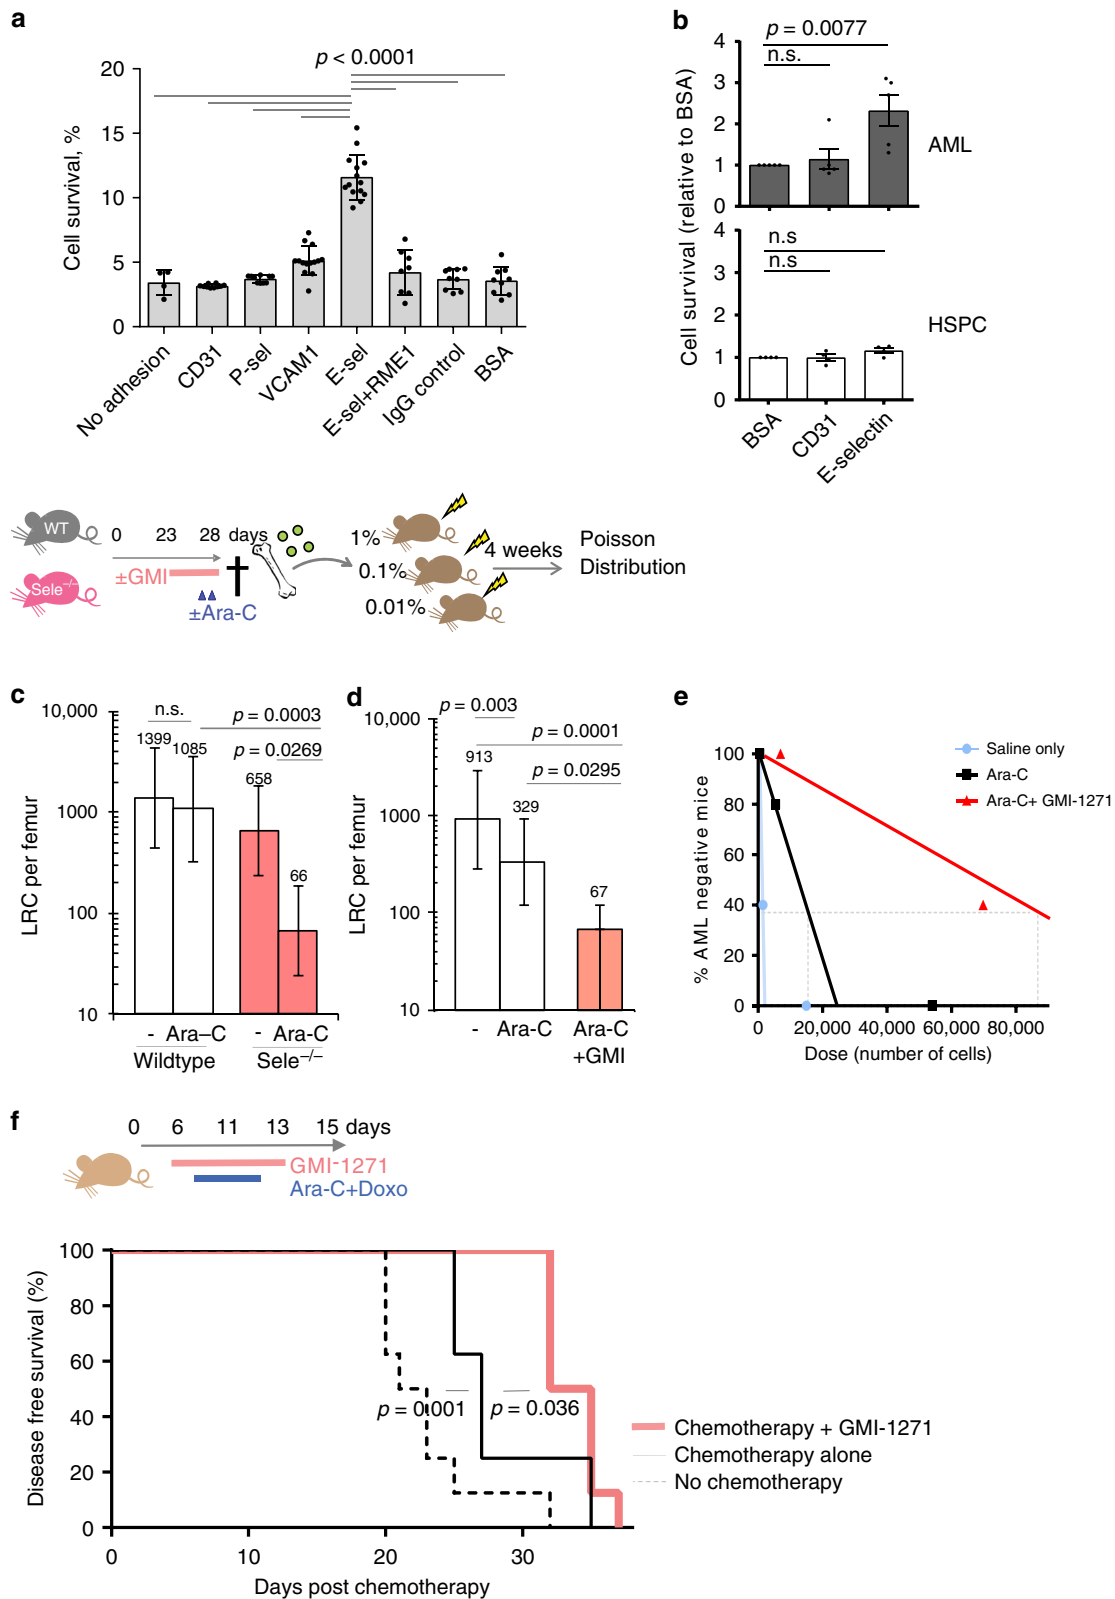 a
p < 0.0001
Cell survival, %
20
15
10
5
0
No adhesion
CD31
P-sel
VCAM1
E-sel
E-sel+RME1
IgG control
BSA
b
p = 0.0077
n.s.
Cell survival (relative to BSA)
4
3
2
1
0
AML
n.s
n.s
4
3
2
1
0
HSPC
BSA
CD31
E-selectin
WT
Sele–/–
0 23 28 days
±GMI
±Ara-C
1%
0.1%
0.01%
4 weeks
Poisson
Distribution
c
LRC per femur
10,000
1000
100
10
n.s.
p = 0.0003
p = 0.0269
1399
1085
658
66
- Ara–C
- Ara-C
Wildtype
Sele–/–
d
LRC per femur
10,000
1000
100
10
p = 0.003
p = 0.0001
p = 0.0295
913
329
67
- Ara-C
Ara-C
+GMI
e
% AML negative mice
100
80
60
40
20
0
0 20,000 40,000 60,000 80,000
Dose (number of cells)
Saline only
Ara-C
Ara-C+ GMI-1271
f
0 6 11 13 15 days
GMI-1271
Ara-C+Doxo
Disease free survival (%)
100
80
60
40
20
0
p = 0.001
p = 0.036
0 10 20 30
Days post chemotherapy
Chemotherapy + GMI-1271
Chemotherapy alone
No chemotherapy